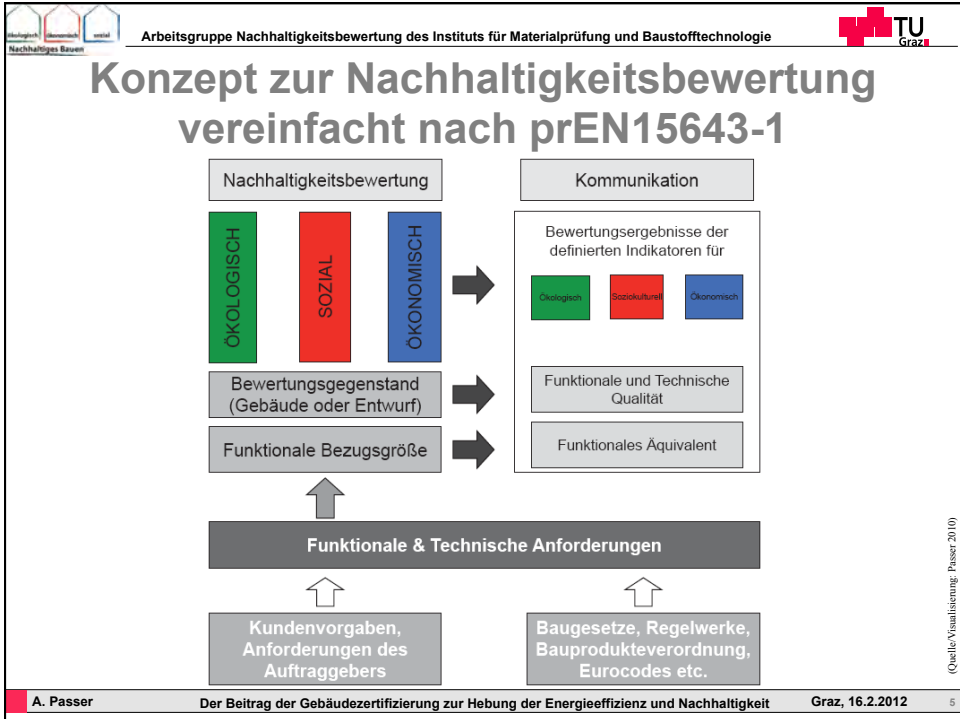 ökologisch ökonomisch sozial
Nachhaltiges Bauen
Arbeitsgruppe Nachhaltigkeitsbewertung des Instituts für Materialprüfung und Baustofftechnologie
TU
Graz
Konzept zur Nachhaltigkeitsbewertung
vereinfacht nach prEN15643-1
Nachhaltigkeitsbewertung
Kommunikation
ÖKOLOGISCH
SOZIAL
ÖKONOMISCH
Bewertungsergebnisse der
definierten Indikatoren für
Ökologisch
Soziokulturell
Ökonomisch
Bewertungsgegenstand
(Gebäude oder Entwurf)
Funktionale und Technische
Qualität
Funktionale Bezugsgröße
Funktionales Äquivalent
Funktionale & Technische Anforderungen
Kundenvorgaben,
Anforderungen des
Auftraggebers
Baugesetze, Regelwerke,
Bauprodukteverordnung,
Eurocodes etc.
(Quelle/Visualisierung: Passer 2010)
A. Passer
Der Beitrag der Gebäudezertifizierung zur Hebung der Energieeffizienz und Nachhaltigkeit
Graz, 16.2.2012
5